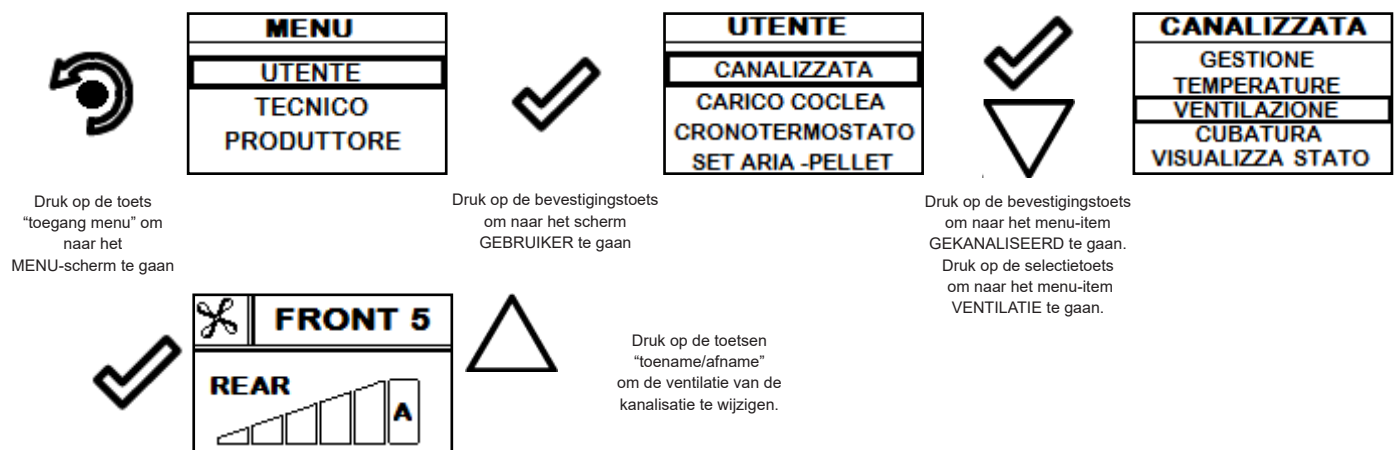 MENU
UTENTE
TECNICO
PRODUTTORE
UTENTE
CANALIZZATA
CARICO COCLEA
CRONOTERMOSTATO
SET ARIA -PELLET
CANALIZZATA
GESTIONE
TEMPERATURE
VENTILAZIONE
CUBATURA
VISUALIZZA STATO
Druk op de toets
“toegang menu” om
naar het
MENU-scherm te gaan
Druk op de bevestigingstoets
om naar het scherm
GEBRUIKER te gaan
Druk op de bevestigingstoets
om naar het menu-item
GEKANALISEERD te gaan.
Druk op de selectietoets
om naar het menu-item
VENTILATIE te gaan.
FRONT 5
REAR
A
Druk op de toetsen
“toename/afname”
om de ventilatie van de
kanalisatie te wijzigen.